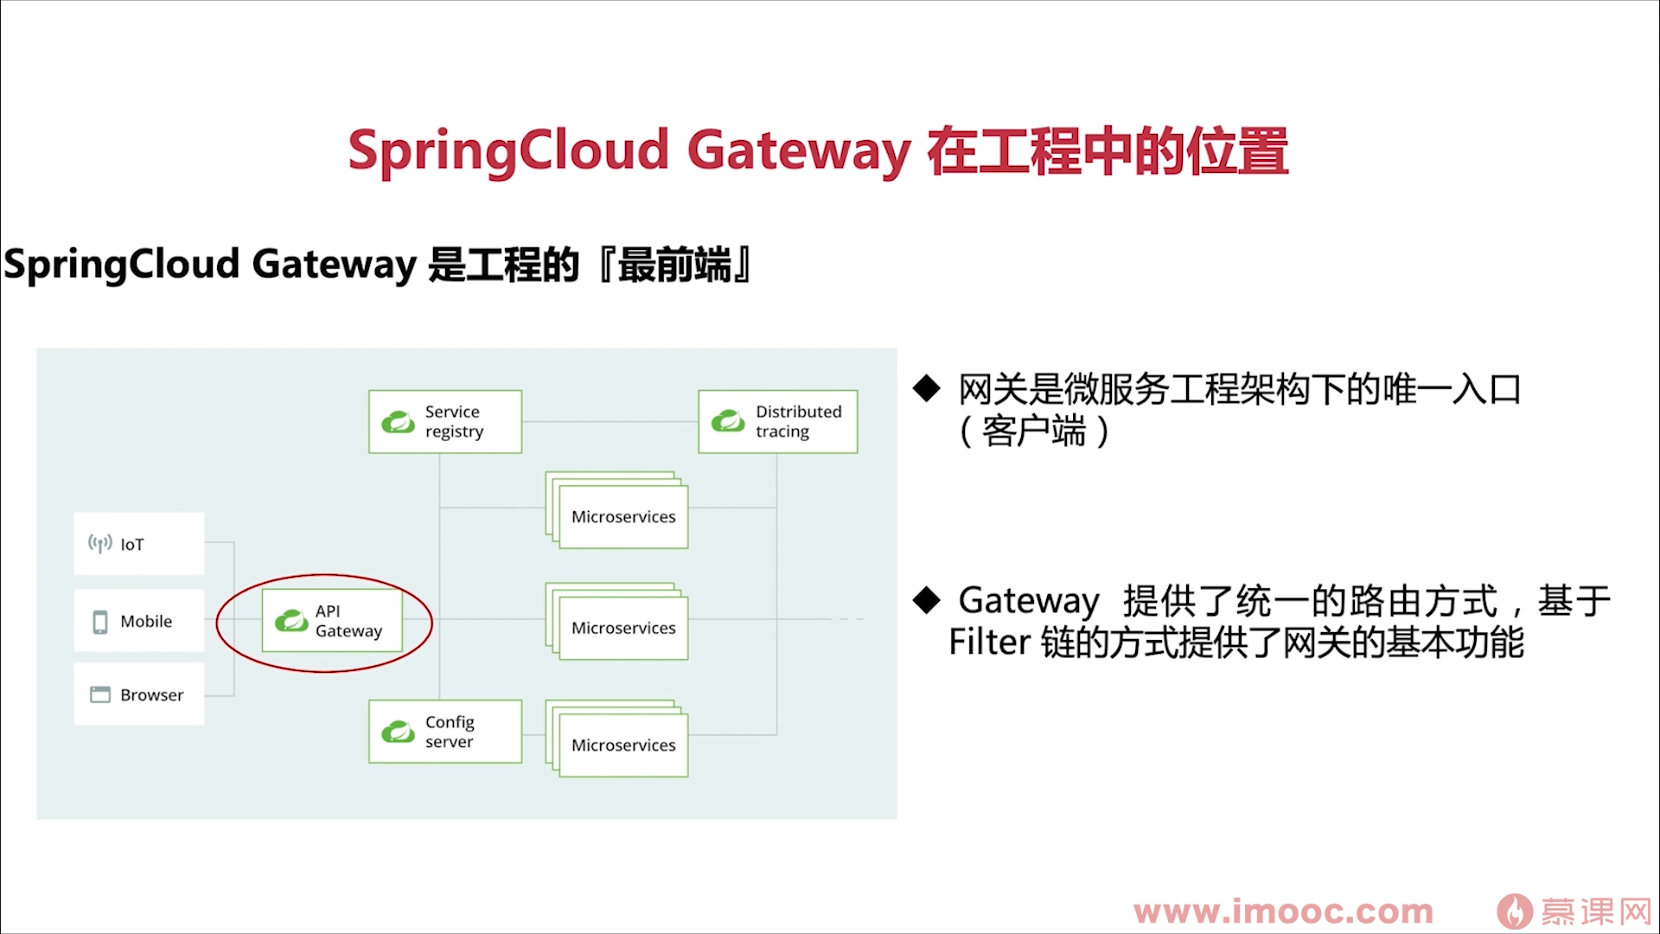 SpringCloud Gateway 在工程中的位置
SpringCloud Gateway 是工程的『最前端』
Service
registry
Distributed
tracing
Microservices
IoT
Mobile
Browser
API
Gateway
Microservices
Config
server
Microservices
◆ 网关是微服务工程架构下的唯一入口
（客户端）
◆ Gateway 提供了统一的路由方式，基于
Filter 链的方式提供了网关的基本功能
www.imooc.com
慕课网